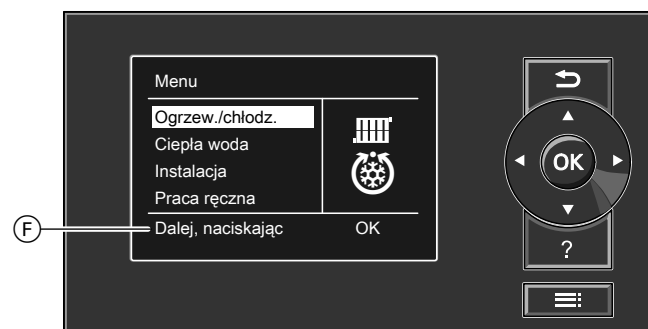 Menu
Ogrzew./chłodz.
Ciepła woda
Instalacja
Praca ręczna
Dalej, naciskając OK
F
OK
?